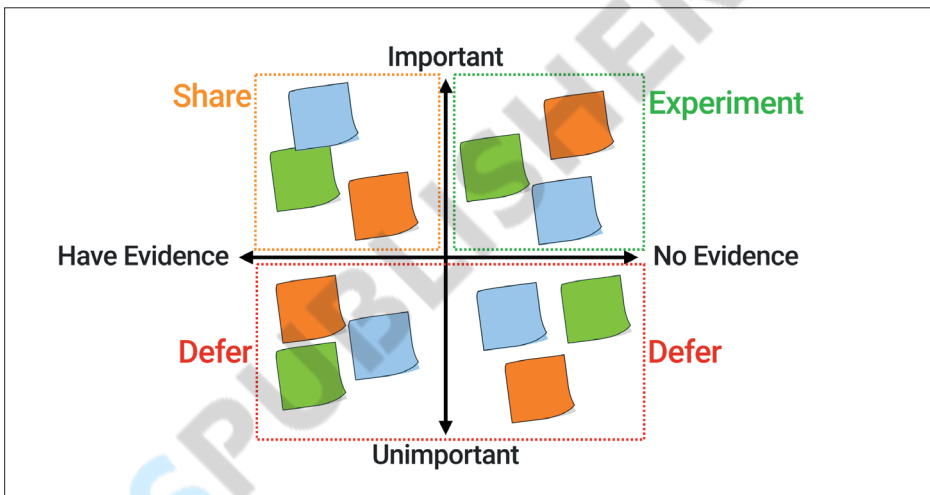 Important
Share
Experiment
Have Evidence
No Evidence
Defer
Defer
Unimportant